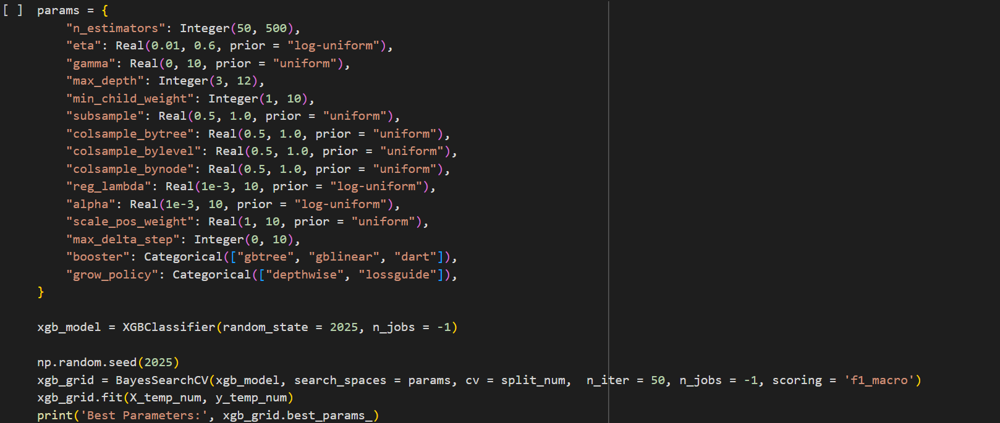 [ ] params = {
"n_estimators": Integer(50, 500),
"eta": Real(0.01, 0.6, prior = "log-uniform"),
"gamma": Real(0, 10, prior = "uniform"),
"max_depth": Integer(3, 12),
"min_child_weight": Integer(1, 10),
"subsample": Real(0.5, 1.0, prior = "uniform"),
"colsample_bytree": Real(0.5, 1.0, prior = "uniform"),
"colsample_bylevel": Real(0.5, 1.0, prior = "uniform"),
"colsample_bynode": Real(0.5, 1.0, prior = "uniform"),
"reg_lambda": Real(1e-3, 10, prior = "log-uniform"),
"alpha": Real(1e-3, 10, prior = "log-uniform"),
"scale_pos_weight": Real(1, 10, prior = "uniform"),
"max_delta_step": Integer(0, 10),
"booster": Categorical(["gbtree", "gblinear", "dart"]),
"grow_policy": Categorical(["depthwise", "lossguide"]),
}
xgb_model = XGBClassifier(random_state = 2025, n_jobs = -1)
np.random.seed(2025)
xgb_grid = BayesSearchCV(xgb_model, search_spaces = params, cv = split_num,  n_iter = 50, n_jobs = -1, scoring = 'f1_macro')
xgb_grid.fit(X_temp_num, y_temp_num)
print('Best Parameters:', xgb_grid.best_params_)